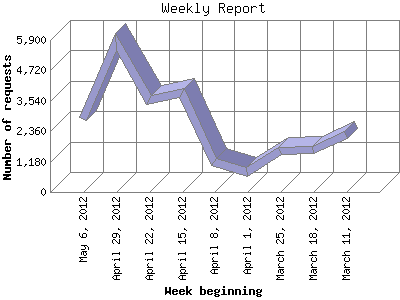 Weekly Report
Number of requests
5,900
4,720
3,540
2,360
1,180
0
May 6, 2012
April 29, 2012
April 22, 2012
April 15, 2012
April 8, 2012
April 1, 2012
March 25, 2012
March 18, 2012
March 11, 2012
Week beginning